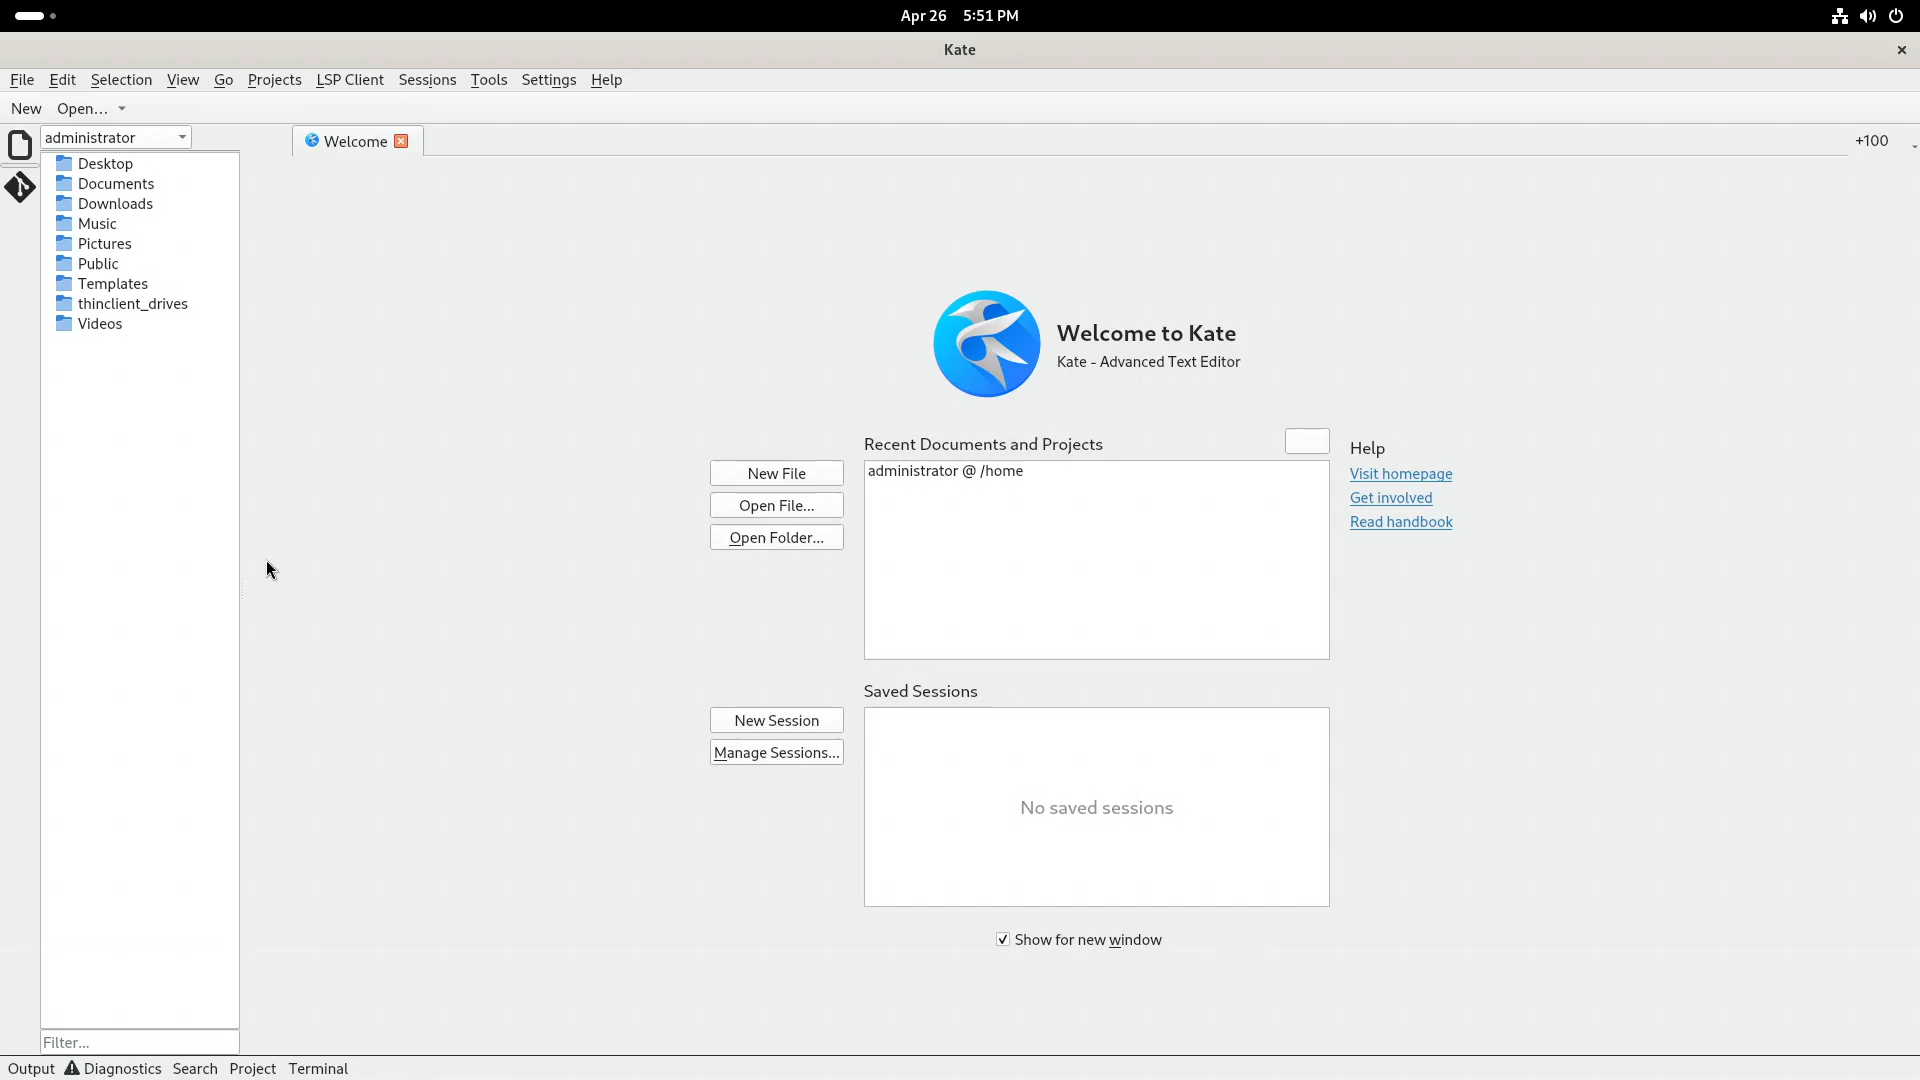 Apr 26 5:51 PM
Kate
File Edit Selection View Go Projects LSP Client Sessions Tools Settings Help
New Open...
administrator
Welcome
+100
Desktop
Documents
Downloads
Music
Pictures
Public
Templates
thinclient_drives
Videos
Welcome to Kate
Kate - Advanced Text Editor
New File
Open File...
Open Folder...
Recent Documents and Projects
administrator @ /home
Help
Visit homepage
Get involved
Read handbook
Saved Sessions
New Session
Manage Sessions...
No saved sessions
Show for new window
Filter...
Output Diagnostics Search Project Terminal